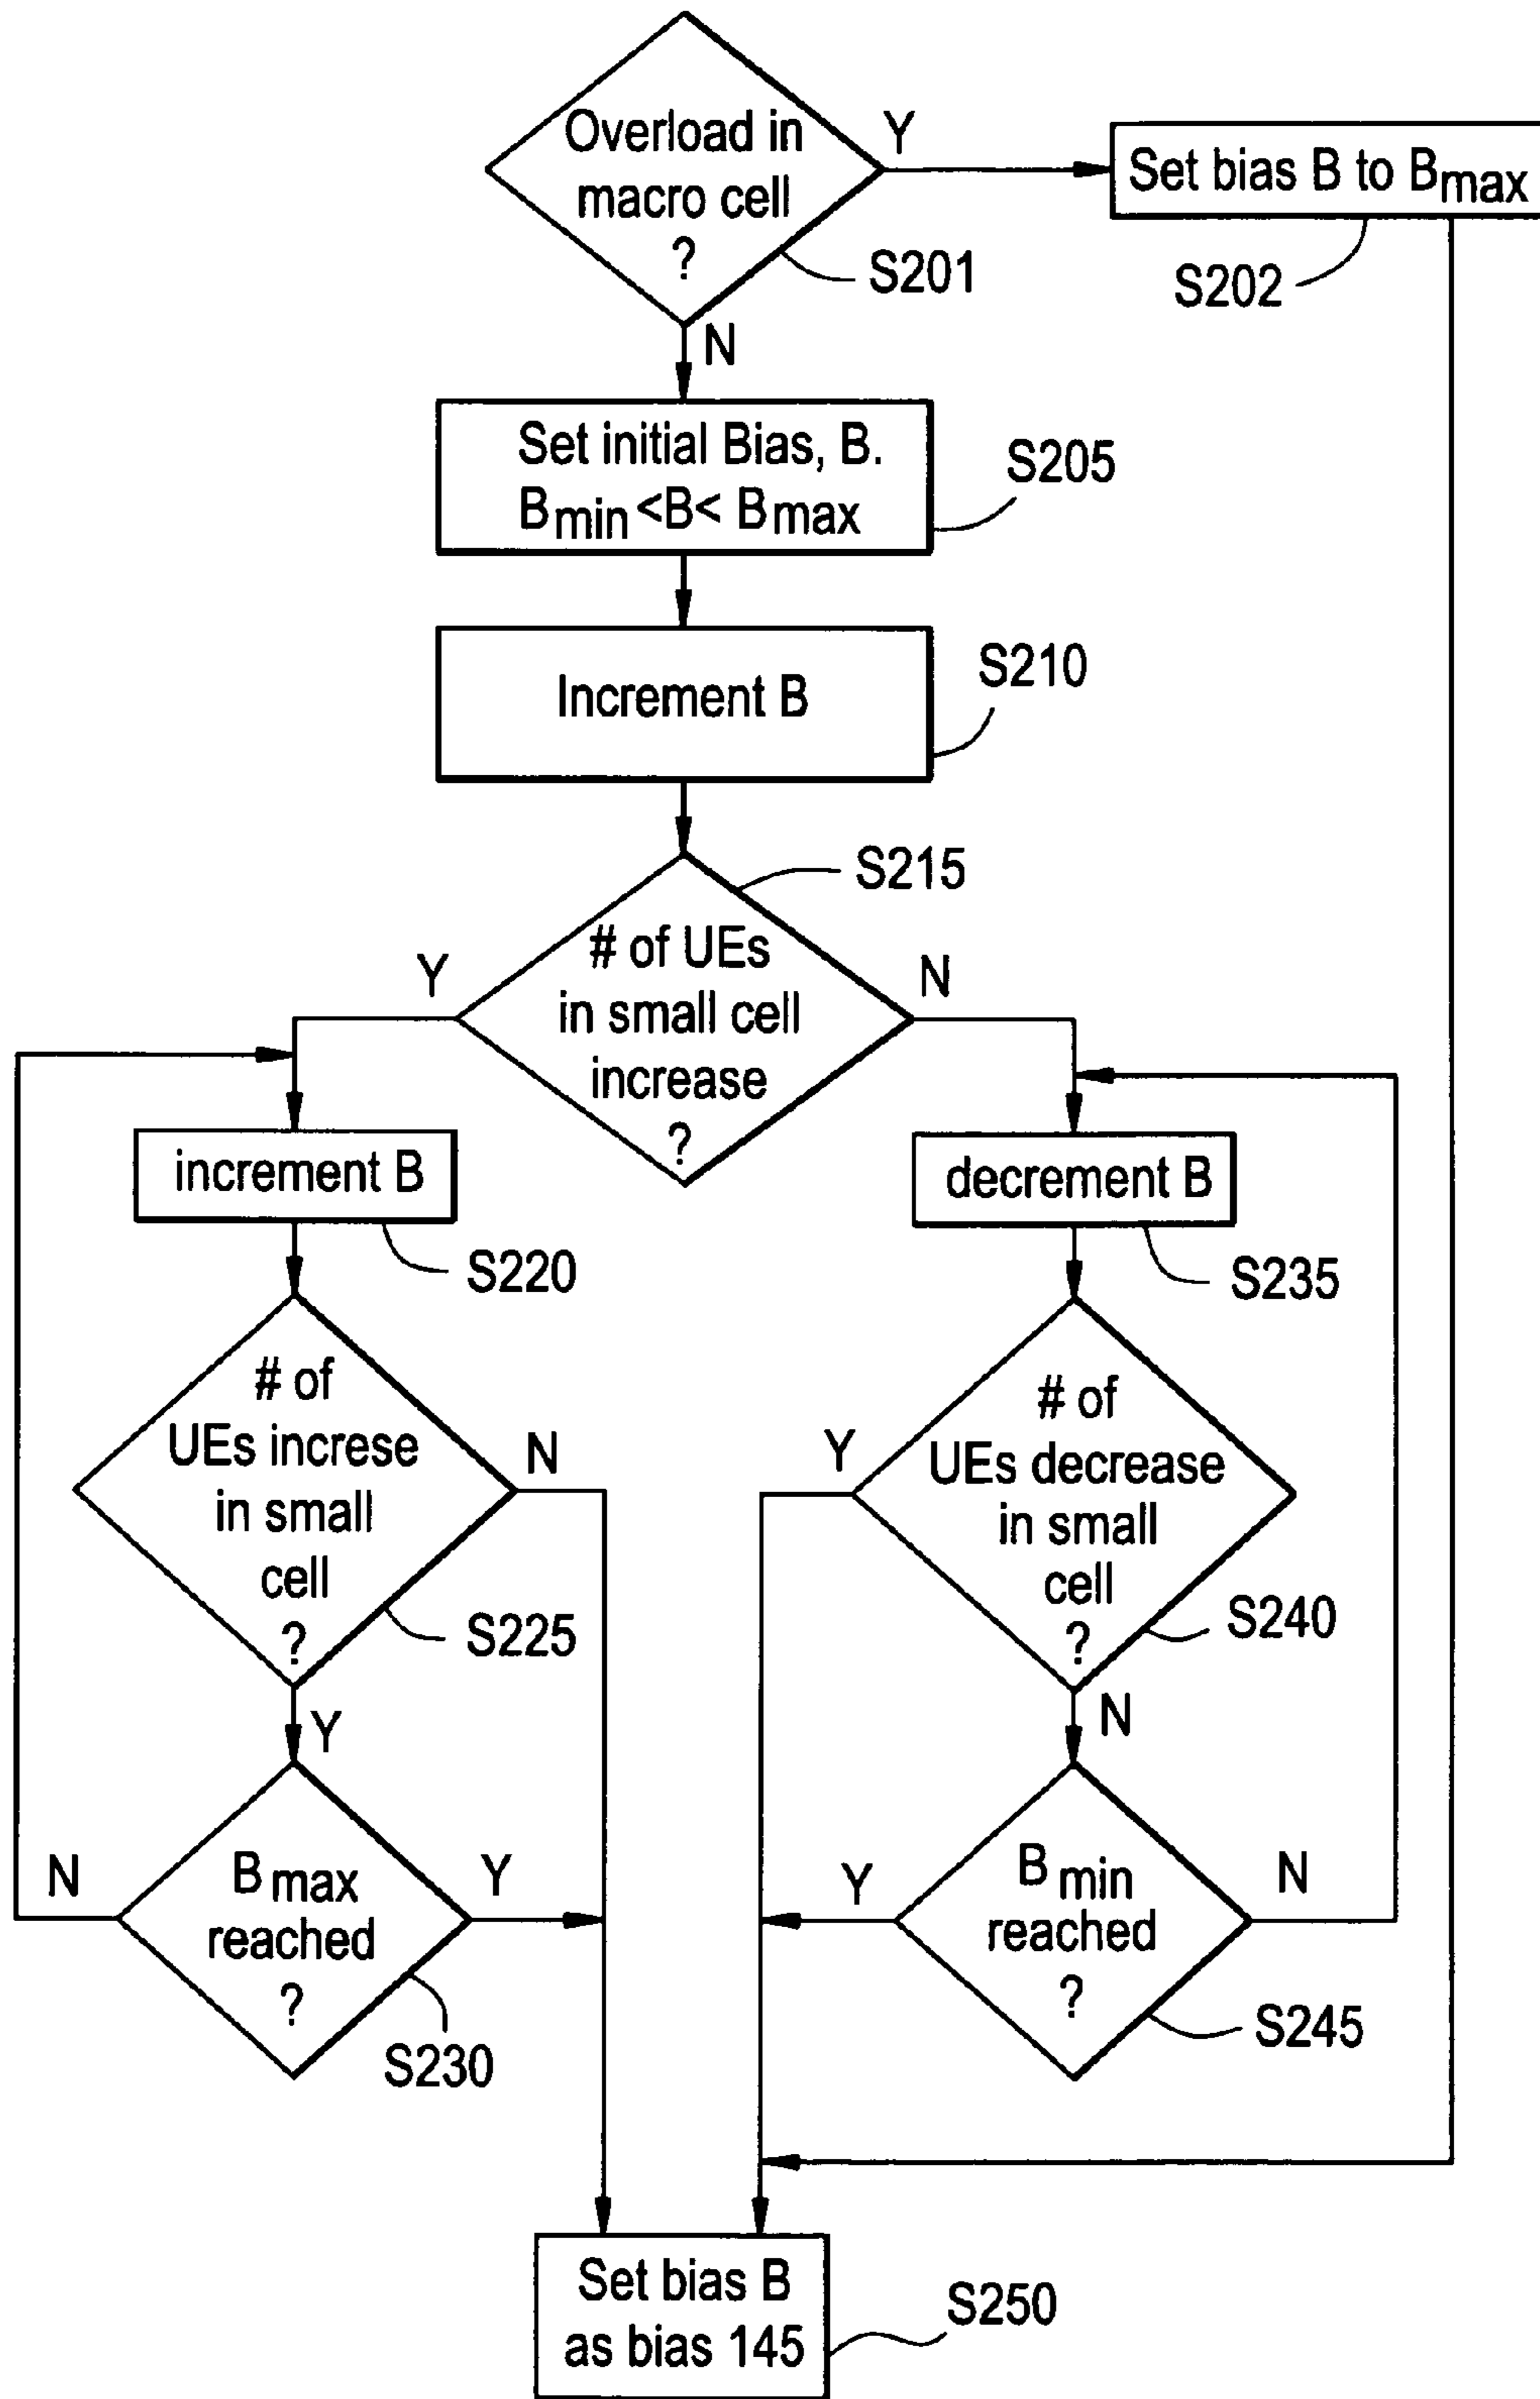 Overload in
macro cell
?
Y
Set bias B to Bmax
S201
S202
N
Set initial Bias, B.
Bmin <B< Bmax
S205
Increment B
S210
S215
# of UEs
in small cell
increase
?
Y
N
increment B
decrement B
S220
S235
# of
UEs increse
in small
cell
?
N
S225
Y
# of
UEs decrease
in small
cell
?
Y
S240
N
B max
reached
?
N
Y
S230
B min
reached
?
Y
N
S245
Set bias B
as bias 145
S250